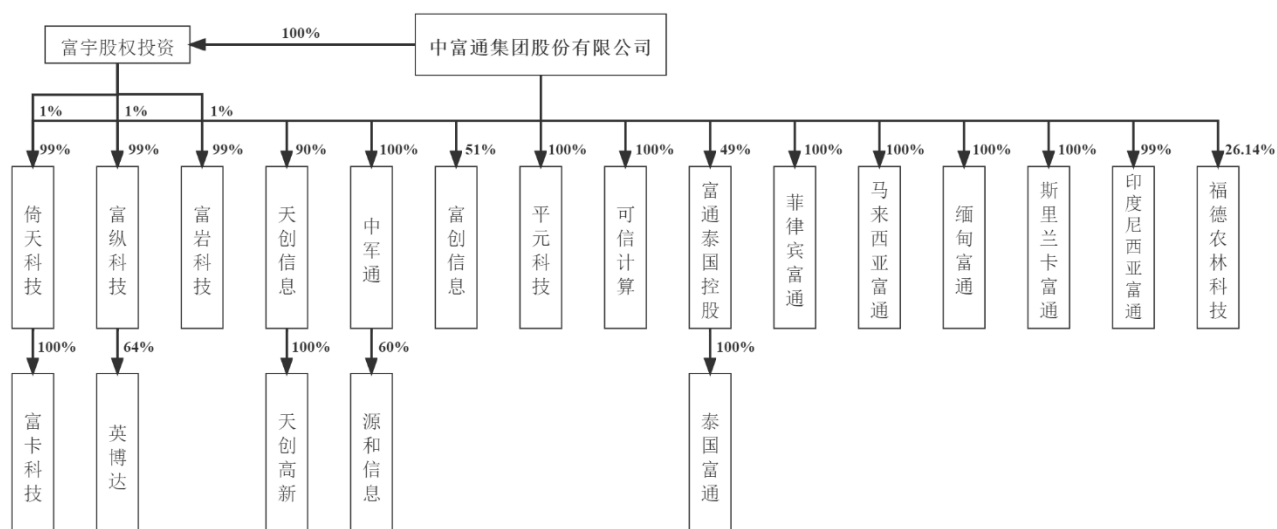 富宇股权投资
100%
中富通集团股份有限公司
1%
1%
1%
99%
99%
99%
90%
100%
51%
100%
100%
49%
100%
100%
100%
100%
99%
26.14%
倚天科技
富纵科技
富岩科技
天创信息
中军通
富创信息
平元科技
可信计算
富通泰国控股
菲律宾富通
马来西亚富通
缅甸富通
斯里兰卡富通
印度尼西亚富通
福德农林科技
100%
64%
100%
60%
100%
富卡科技
英博达
天创高新
源和信息
泰国富通